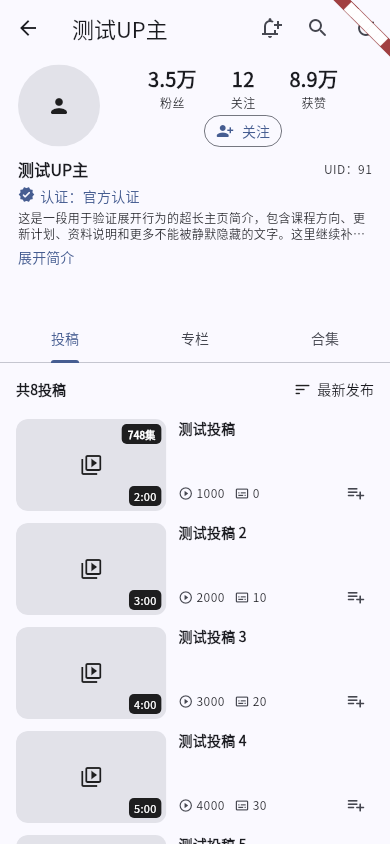 测试UP主
3.5万
12
8.9万
粉丝
关注
获赞
关注
测试UP主
UID：91
认证：官方认证
这是一段用于验证展开行为的超长主页简介，包含课程方向、更
新计划、资料说明和更多不能被静默隐藏的文字。这里继续补…
展开简介
投稿
专栏
合集
共8投稿
最新发布
748集
2:00
测试投稿
1000
0
3:00
测试投稿 2
2000
10
4:00
测试投稿 3
3000
20
5:00
测试投稿 4
4000
30
测试投稿 5